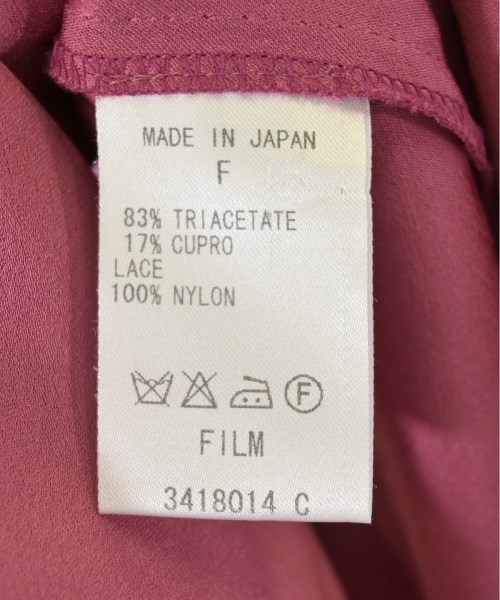 MADE IN JAPAN
F
83% TRIACETATE
17% CUPRO
LACE
100% NYLON
F
FILM
3418014 C